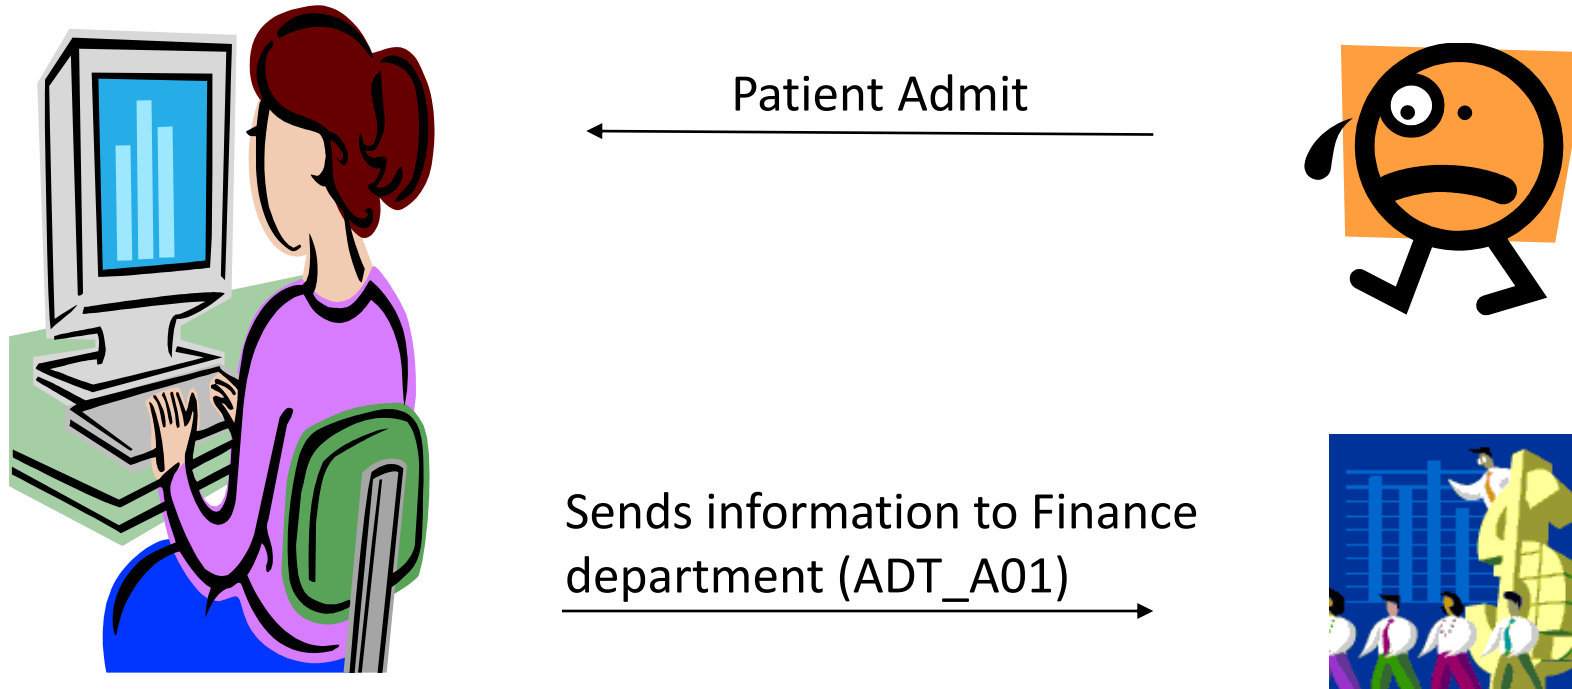 Patient Admit
Sends information to Finance
department (ADT_A01)